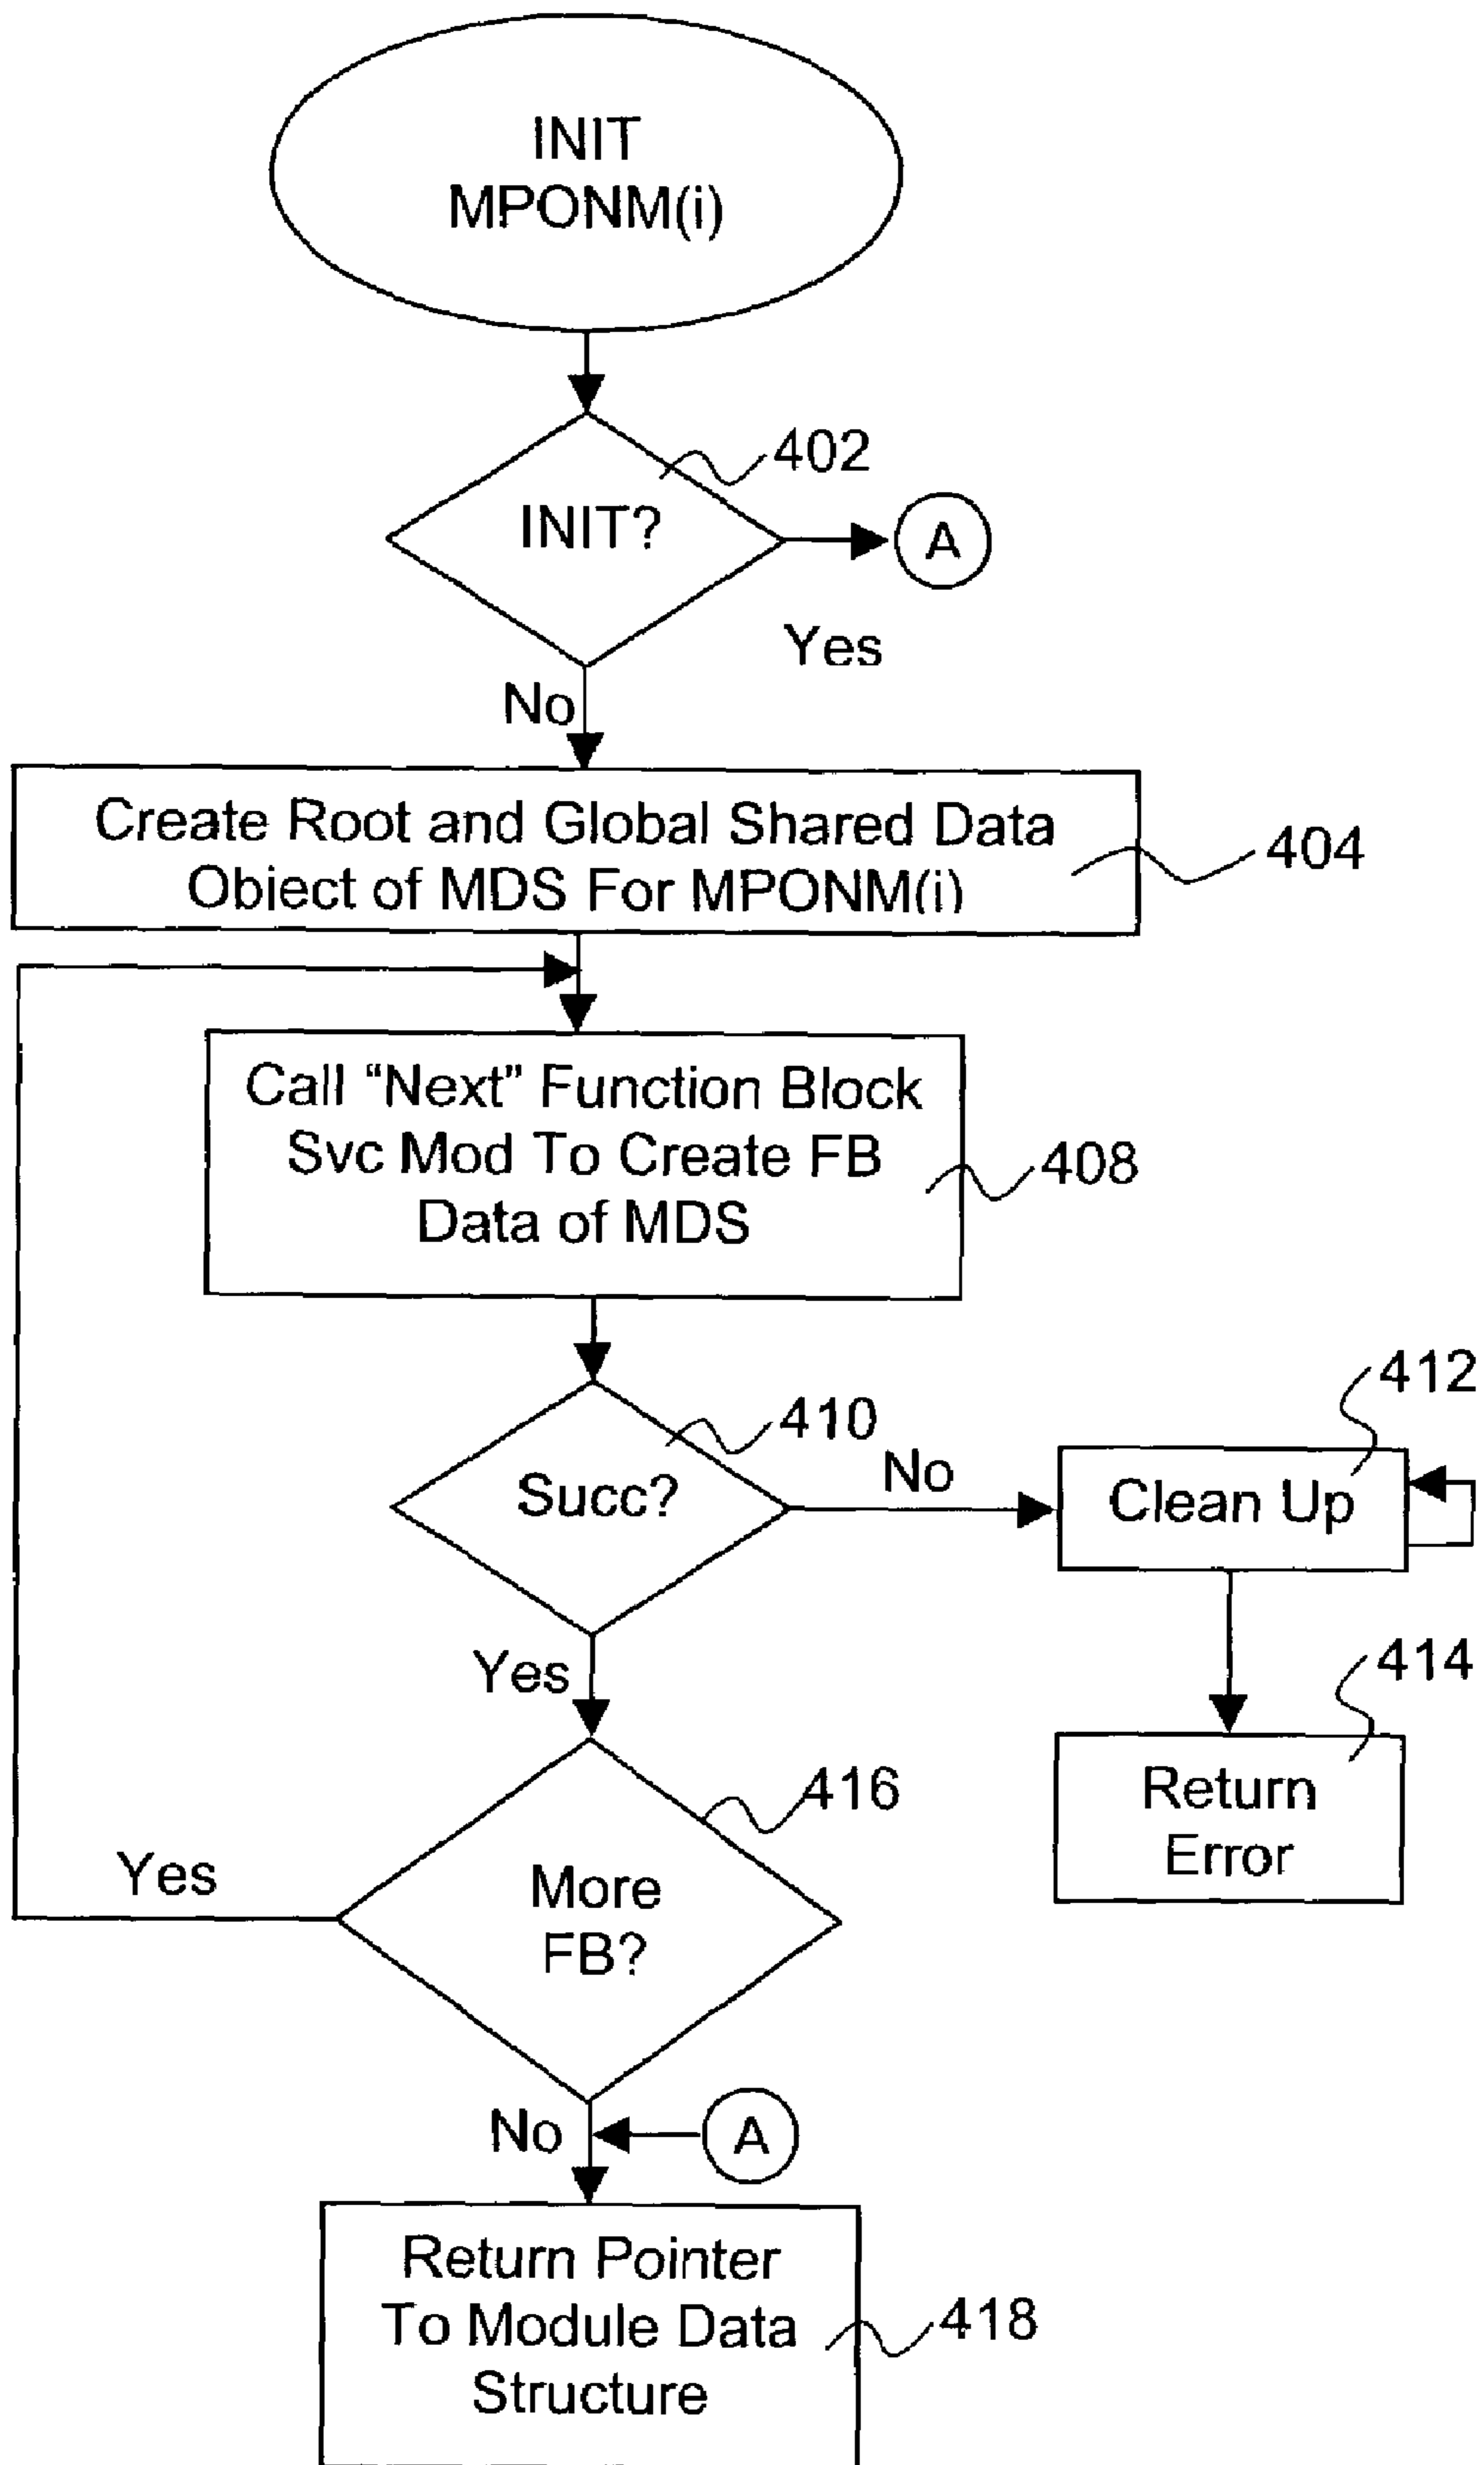 INIT
MPONM(i)
402
INIT?
A
Yes
No
Create Root and Global Shared Data
Object of MDS For MPONM(i)
404
Call “Next” Function Block
Svc Mod To Create FB
Data of MDS
408
410
Succ?
No
412
Clean Up
Yes
414
Return
Error
416
More
FB?
Yes
No
A
Return Pointer
To Module Data
Structure
418